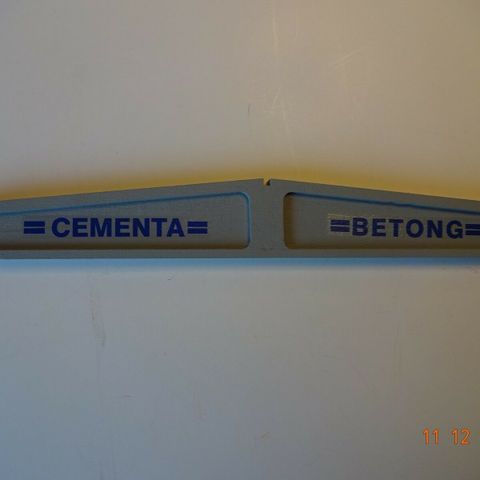 =CEMENTA= =BETONG=
11 12